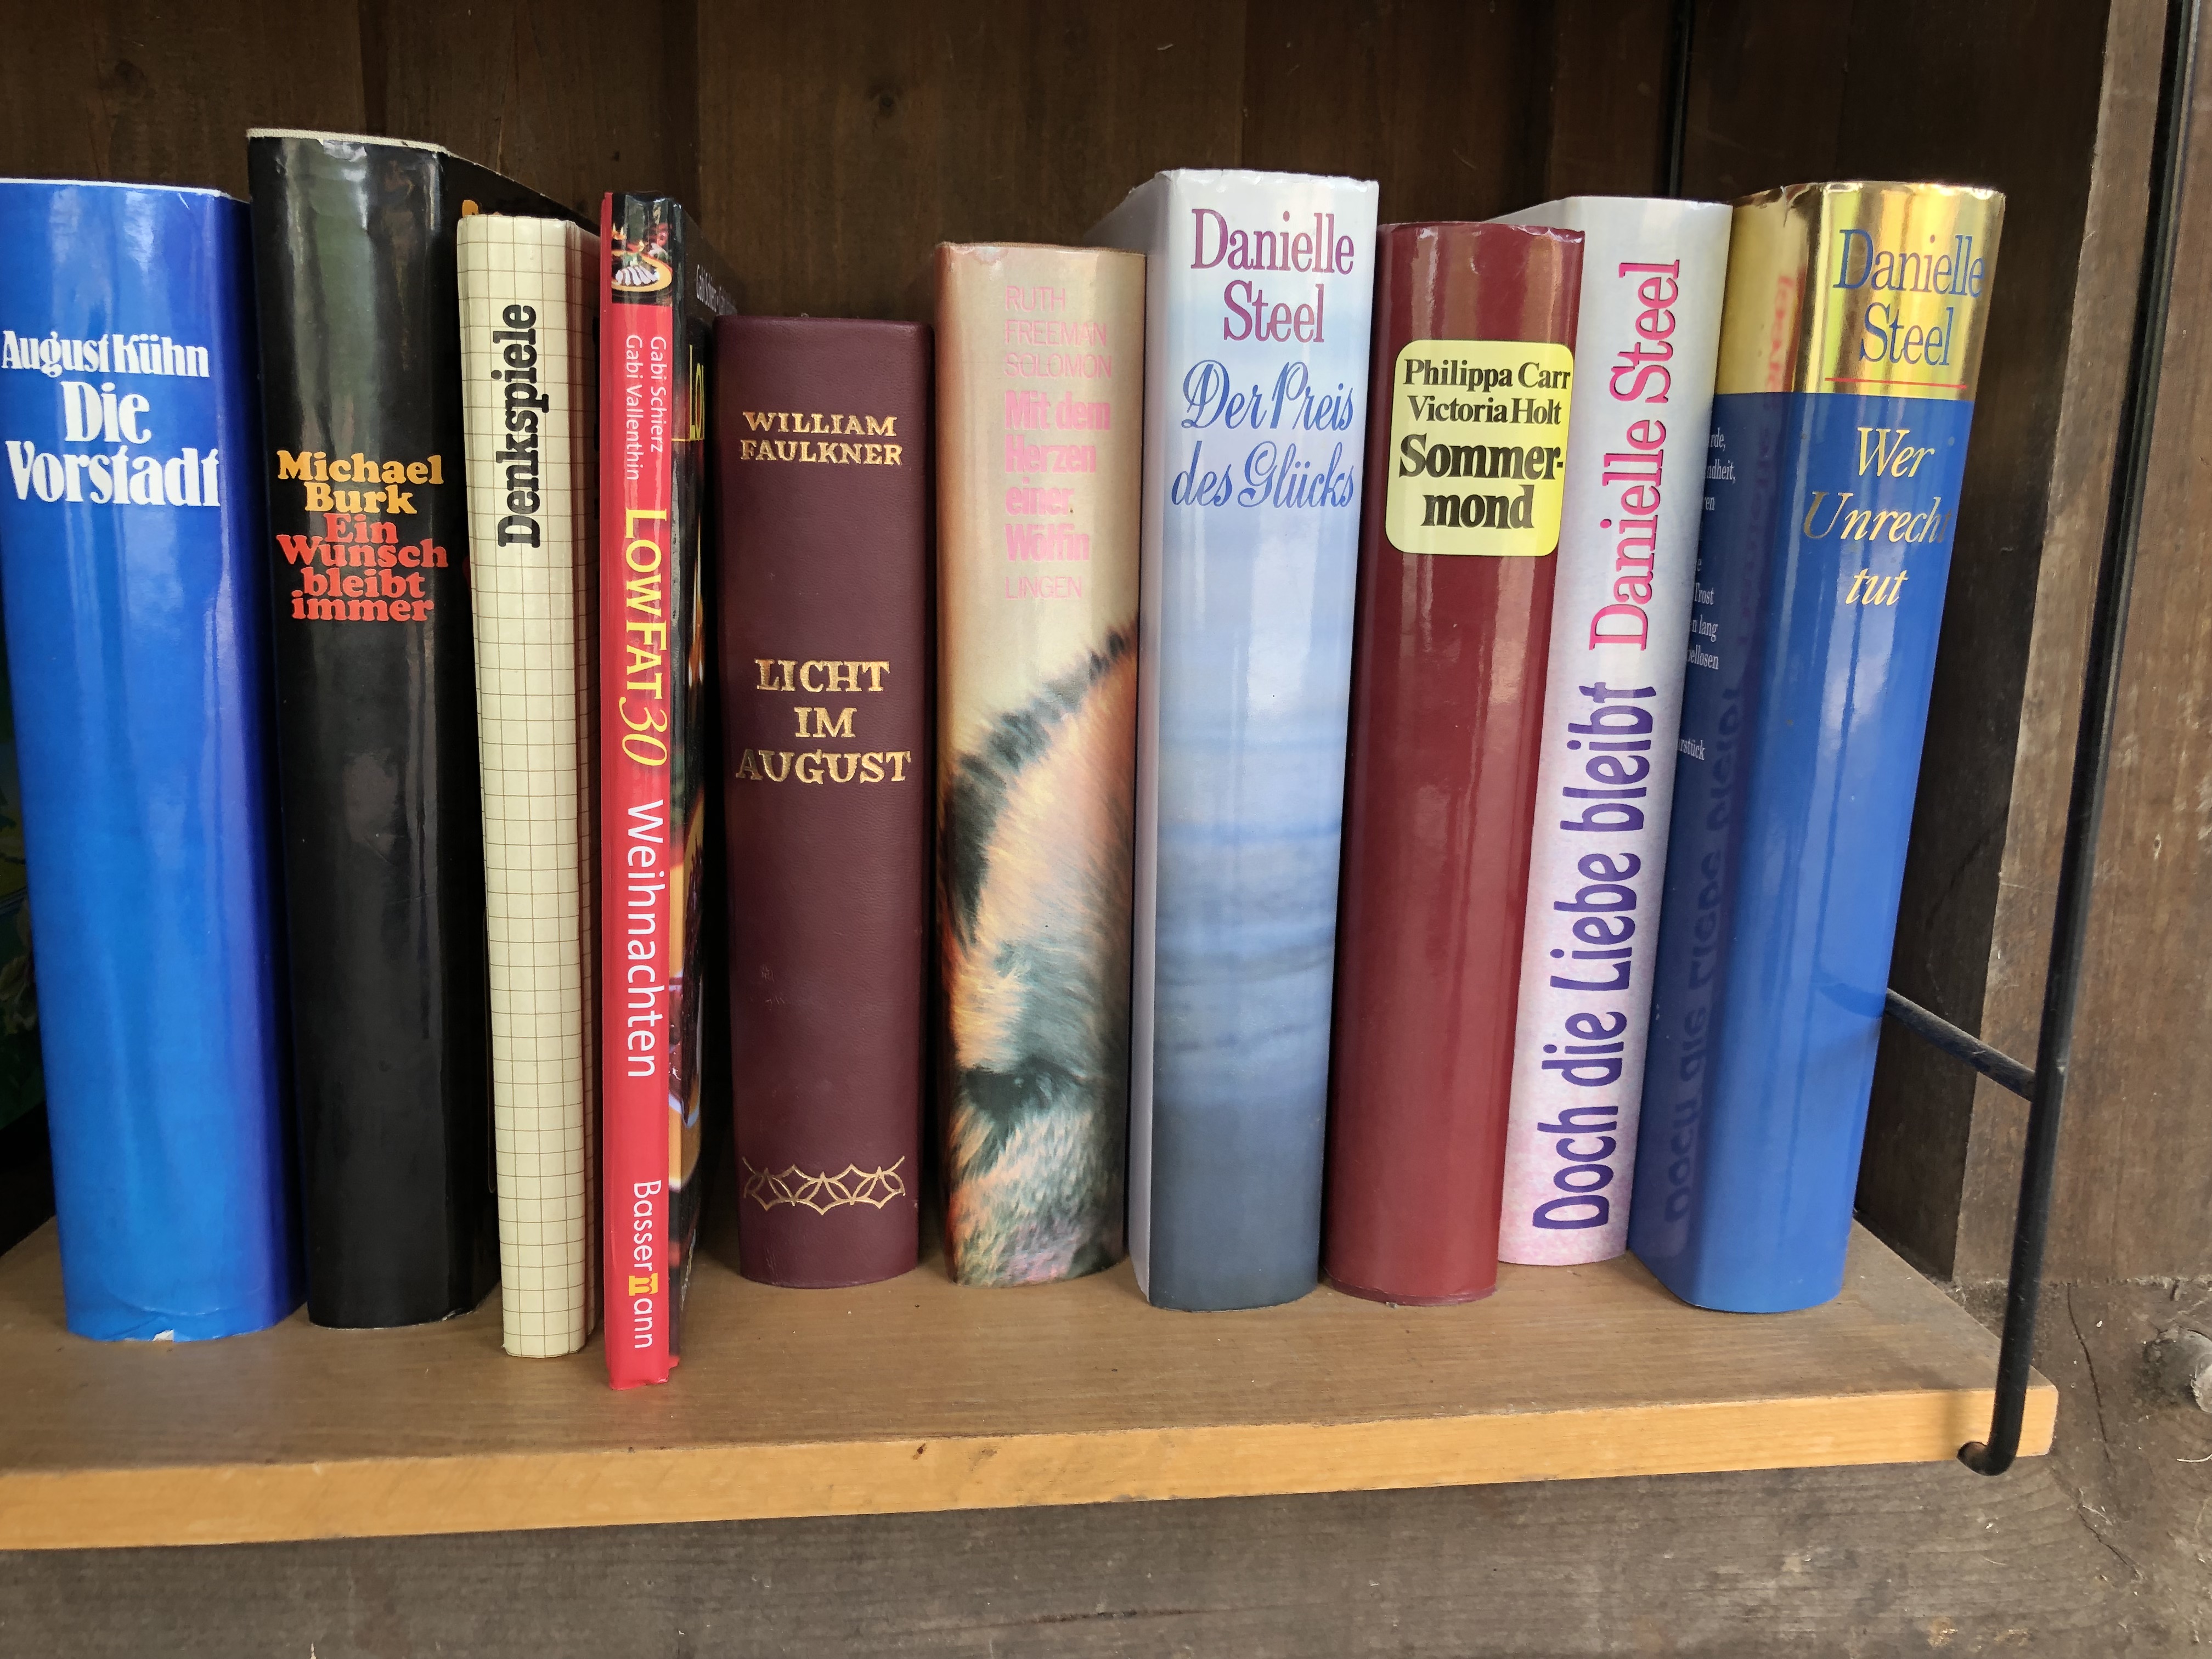 August Kühn
Die
Vorstadt
Michael
Burk
Ein
Wunsch
bleibt
immer
Denkspiele
Gabi Schierz
Gabi Vallenthin
LOWFAT 30 Weihnachten
Bassermann
WILLIAM
FAULKNER
LICHT
IM
AUGUST
RUTH
FREEMAN
SOLOMON
Mit dem
Herzen
einer
Wölfin
LINGEN
Danielle
Steel
Der Preis
des Glücks
Philippa Carr
Victoria Holt
Sommer-
mond
Doch die Liebe bleibt Danielle Steel
Danielle
Steel
Wer
Unrecht
tut